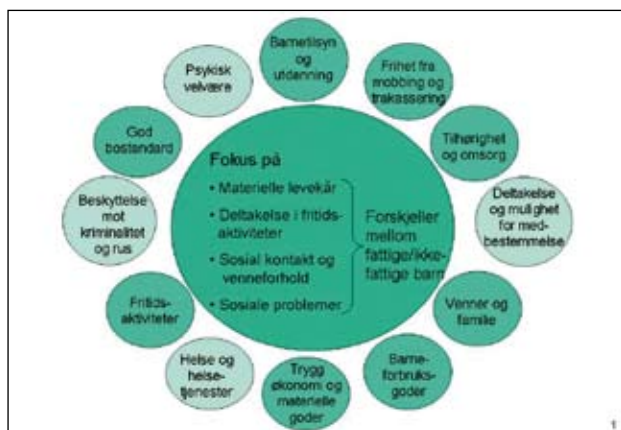 Barnetilsyn
og
utdanning
Frihet fra
mobbing og
trakassering
Tilhørighet
og omsorg
Deltakelse
og mulighet
for med-
bestemmelse
Venner og
familie
Barne-
forbruks-
goder
Trygg
økonomi og
materielle
goder
Helse og
helse-
tjenester
Fritids-
aktiviteter
Beskyttelse
mot
kriminalitet
og rus
God
bostandard
Psykisk
velvære
Fokus på
• Materielle levekår
• Deltakelse i fritids-
aktiviteter
• Sosial kontakt og
venneforhold
• Sosiale problemer
Forskjeller
mellom
fattige/ikke-
fattige barn
1